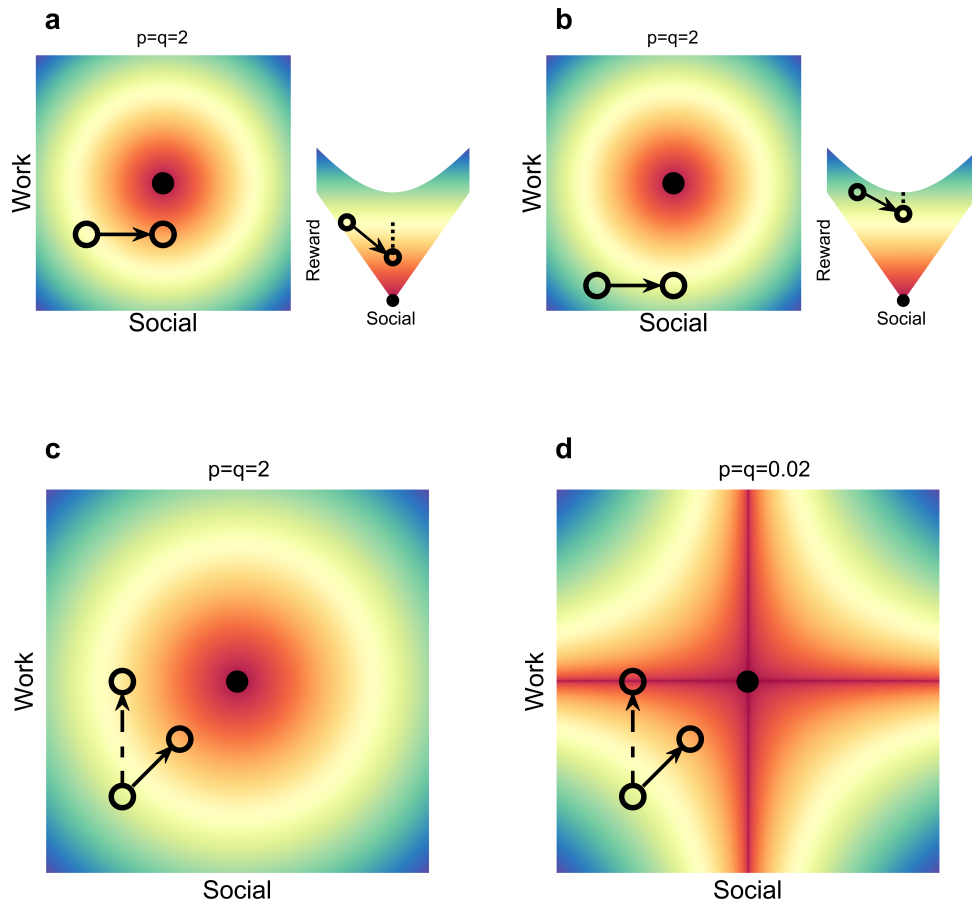 a
p=q=2
Work
Social
Reward
Social
b
p=q=2
Work
Social
Reward
Social
c
p=q=2
Work
Social
d
p=q=0.02
Work
Social